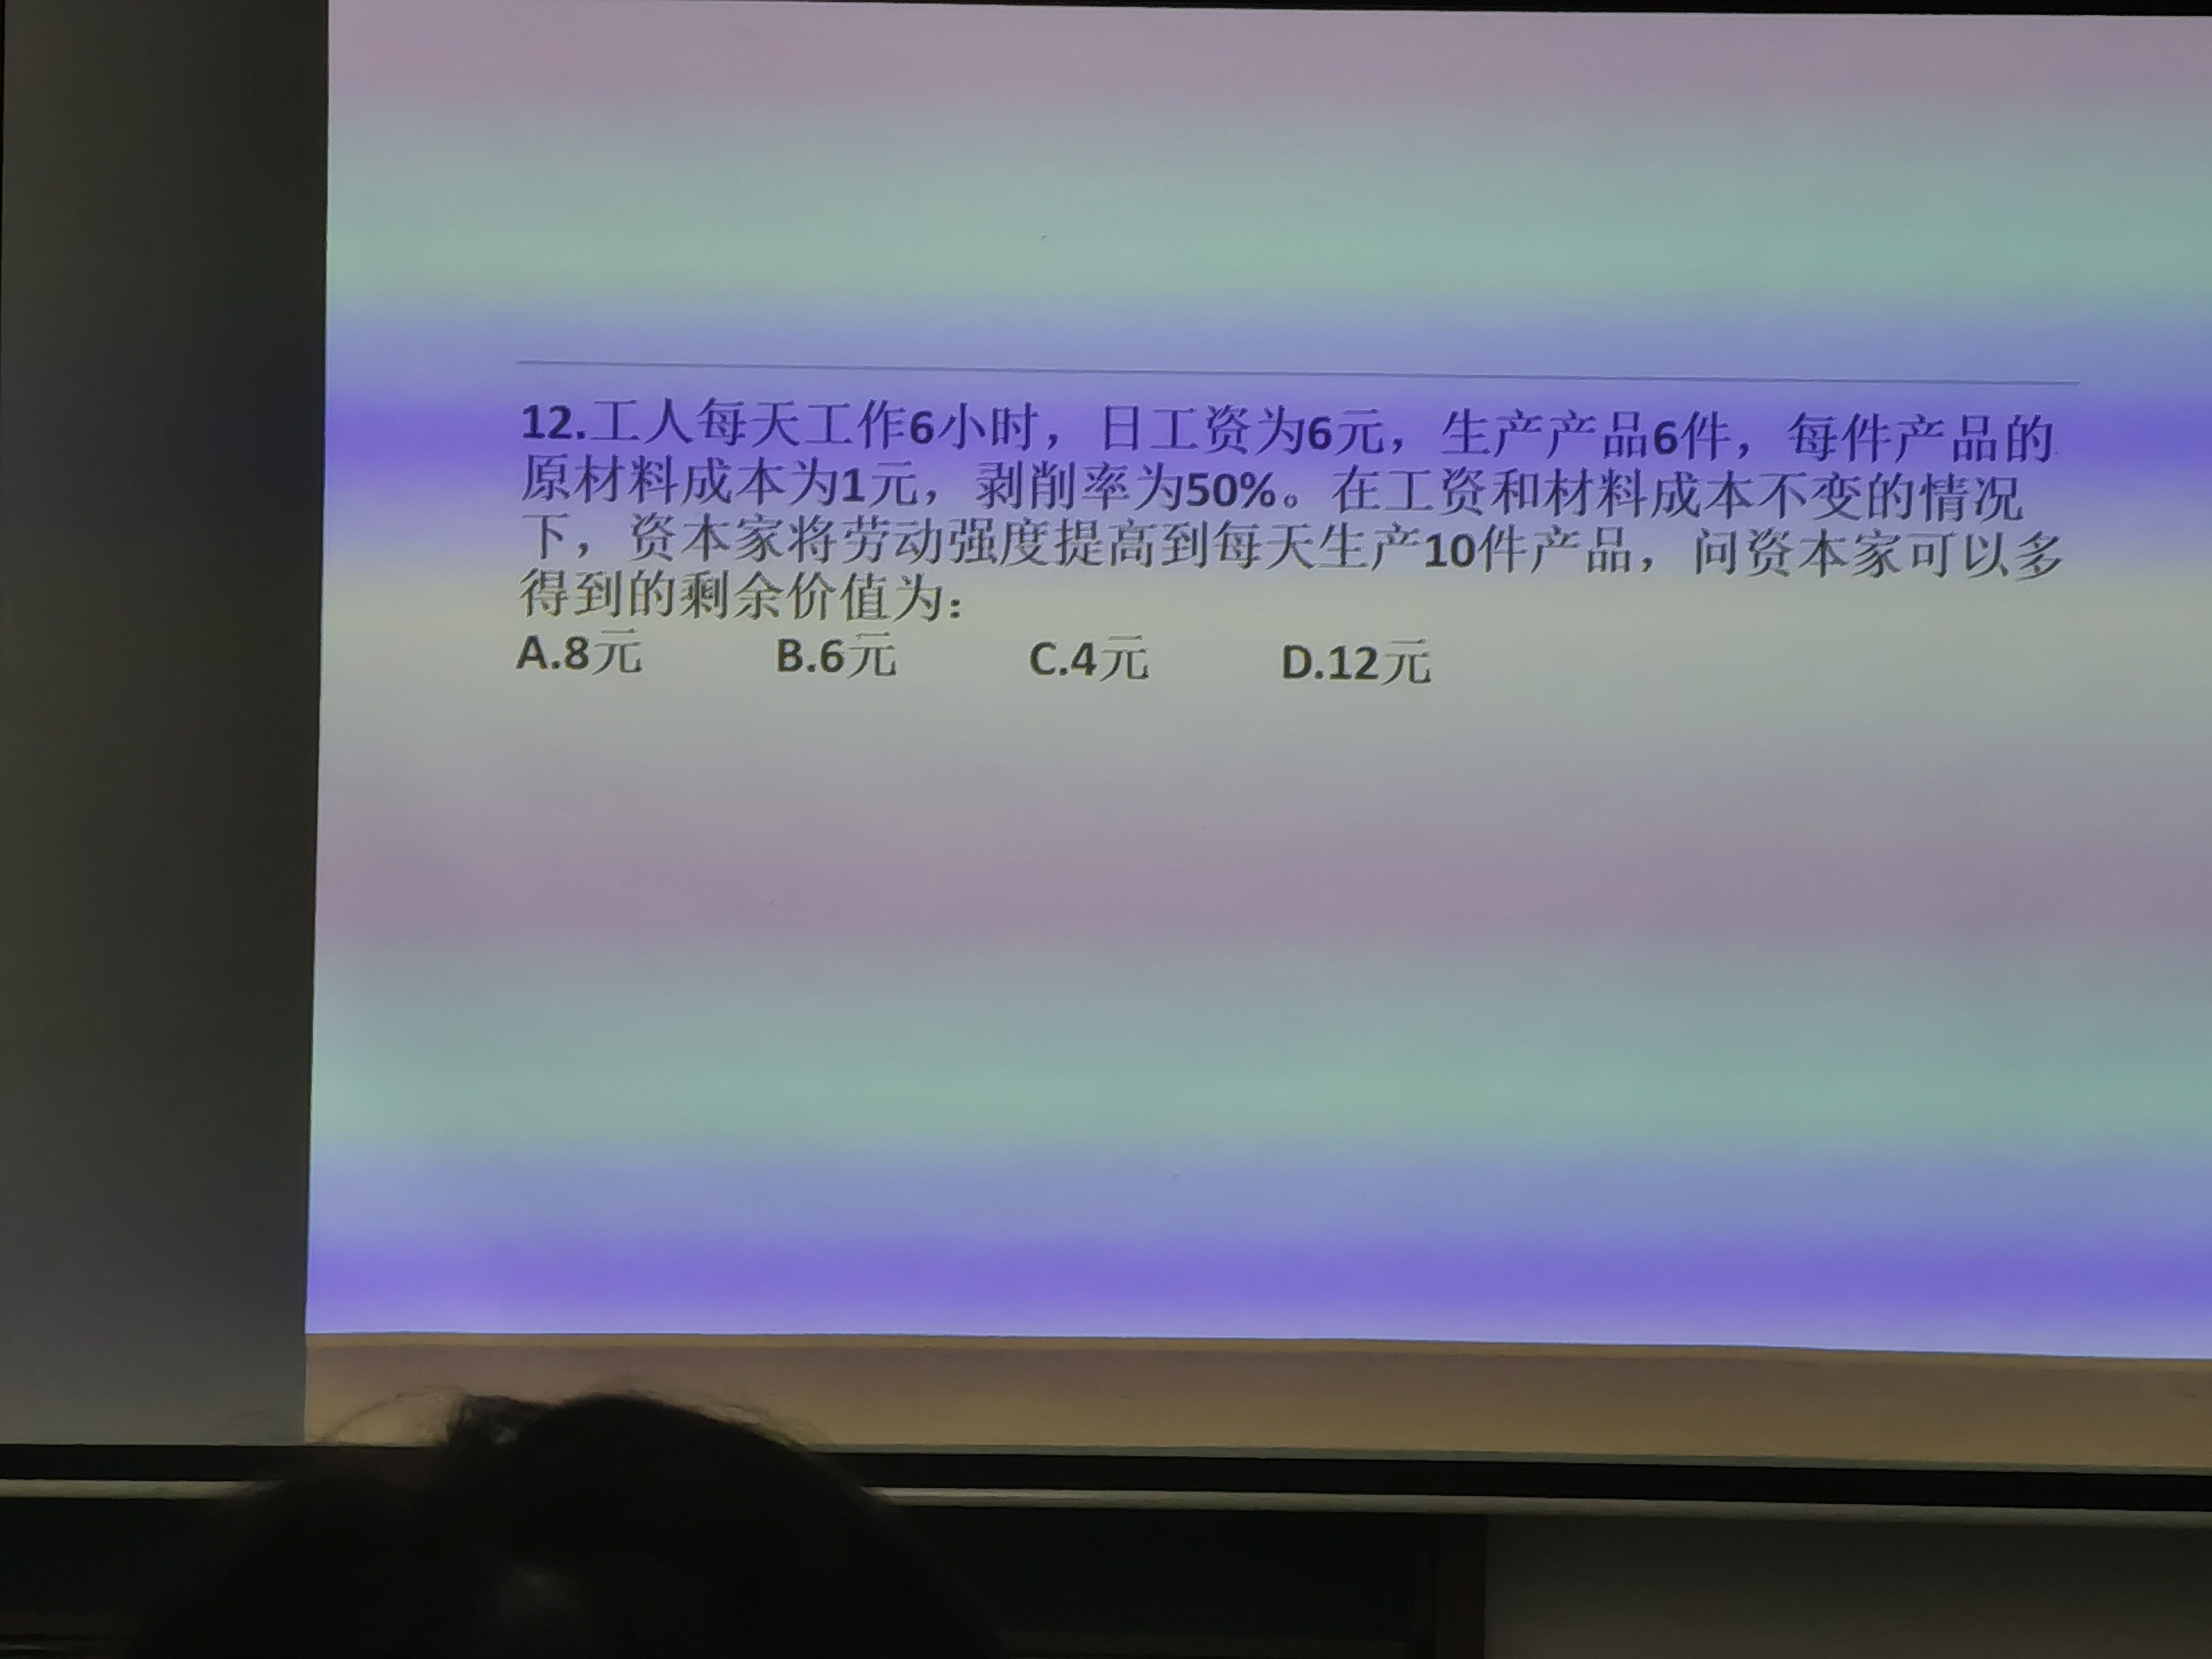 12.工人每天工作6小时，日工资为6元，生产产品6件，每件产品的
原材料成本为1元，剥削率为50%。在工资和材料成本不变的情况
下，资本家将劳动强度提高到每天生产10件产品，问资本家可以多
得到的剩余价值为：
A.8元 B.6元 C.4元 D.12元